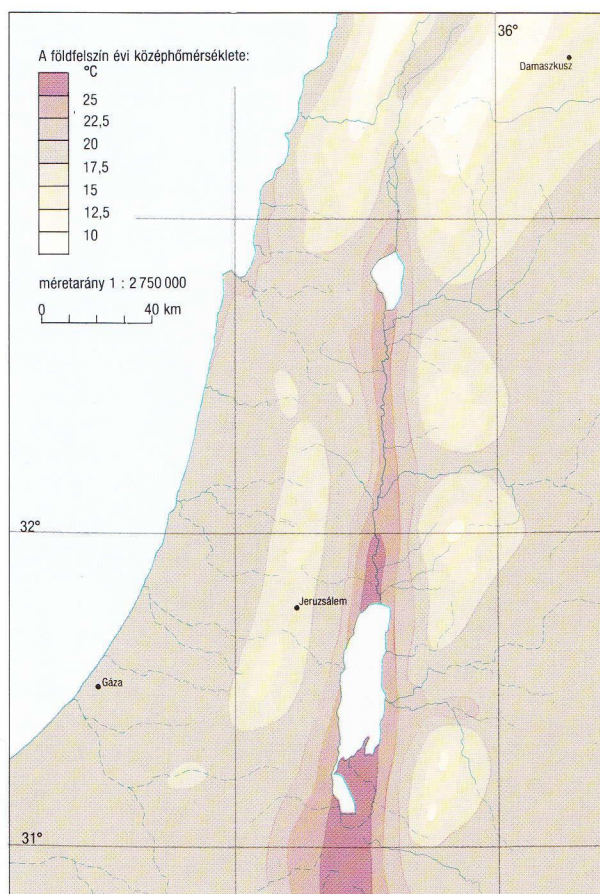 A földfelszín évi középhőmérséklete:
°C
25
22,5
20
17,5
15
12,5
10
méretarány 1 : 2 750 000
0 40 km
36°
Damaszkusz
32°
Jeruzsálem
Gáza
31°